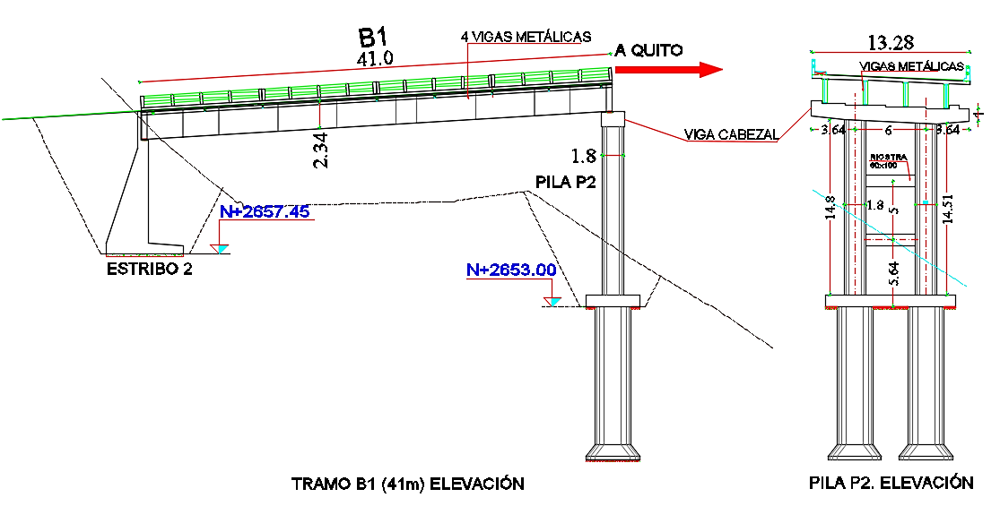 B1
41.0
4 VIGAS METÁLICAS
A QUITO
2.34
1.8
PILA P2
VIGA CABEZAL
N+2657.45
ESTRIBO 2
N+2653.00
TRAMO B1 (41m) ELEVACIÓN
13.28
VIGAS METÁLICAS
3.64
6
3.64
RIOSTRA
60x100
14.8
1.8
5
14.51
5.64
PILA P2. ELEVACIÓN